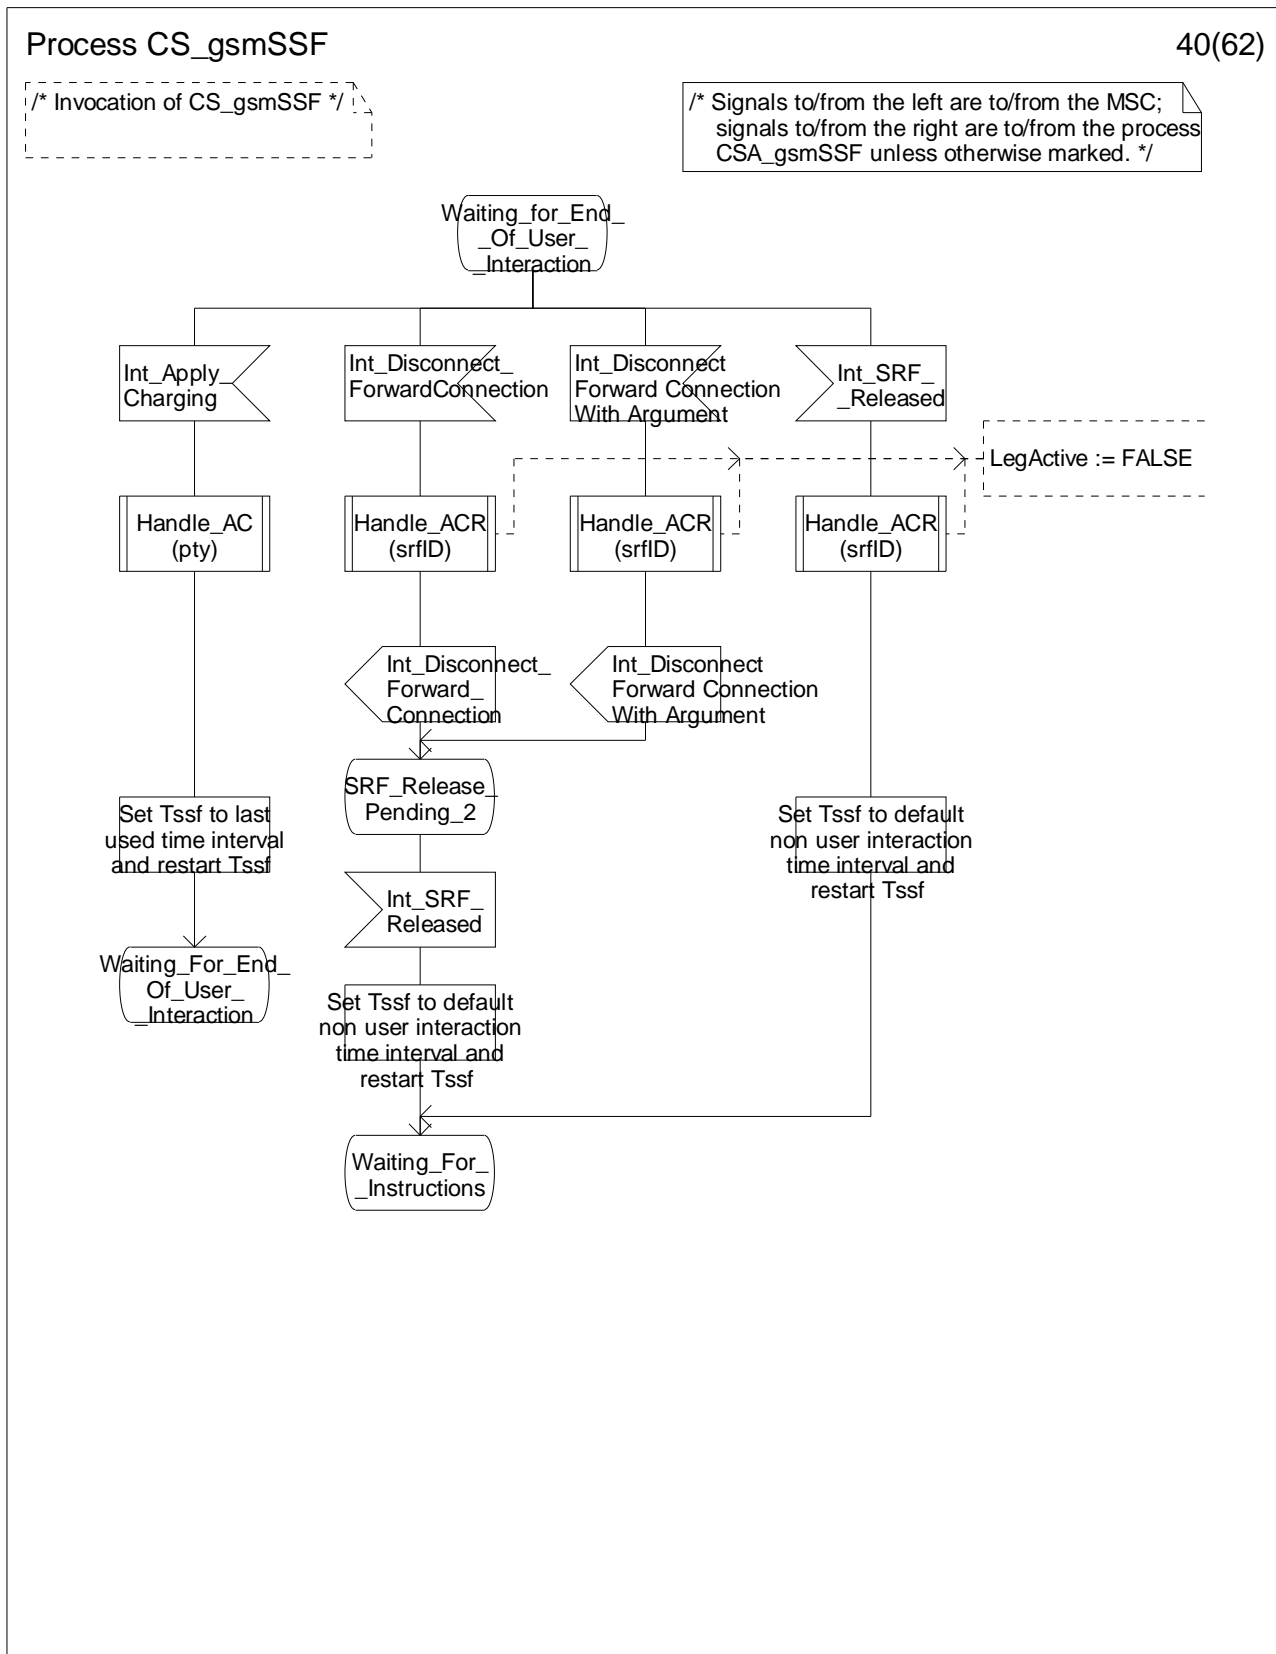 Process CS_gsmSSF
40(62)
/* Invocation of CS_gsmSSF */
/* Signals to/from the left are to/from the MSC;
signals to/from the right are to/from the process
CSA_gsmSSF unless otherwise marked. */
Waiting_for_End_
_Of_User_
_Interaction
Int_Apply_
Charging
Int_Disconnect_
ForwardConnection
Int_Disconnect
Forward Connection
With Argument
Int_SRF_
_Released
LegActive := FALSE
Handle_AC
(pty)
Handle_ACR
(srfID)
Handle_ACR
(srfID)
Handle_ACR
(srfID)
Int_Disconnect_
Forward_
Connection
Int_Disconnect
Forward Connection
With Argument
SRF_Release_
Pending_2
Set Tssf to last
used time interval
and restart Tssf
Set Tssf to default
non user interaction
time interval and
restart Tssf
Int_SRF_
Released
Waiting_For_End_
Of_User_
_Interaction
Set Tssf to default
non user interaction
time interval and
restart Tssf
Waiting_For_
_Instructions